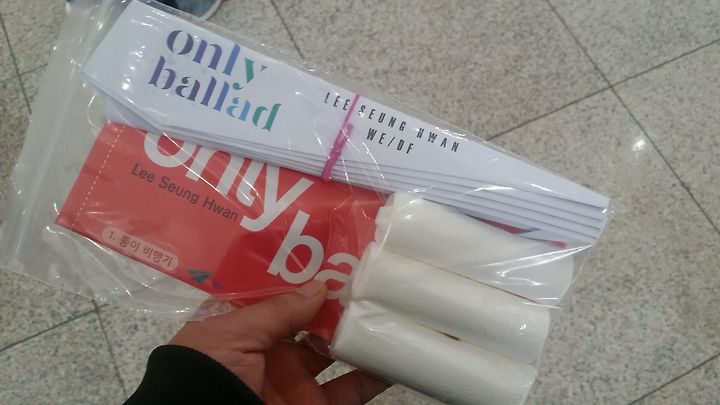 only
ballad
LEE SEUNG HWAN
WE/DF
only
Lee Seung Hwan
ba
1. 종이 비행기